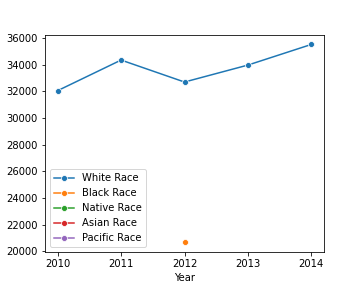 36000
34000
32000
30000
28000
26000
24000
22000
20000
White Race
Black Race
Native Race
Asian Race
Pacific Race
2010 2011 2012 2013 2014
Year